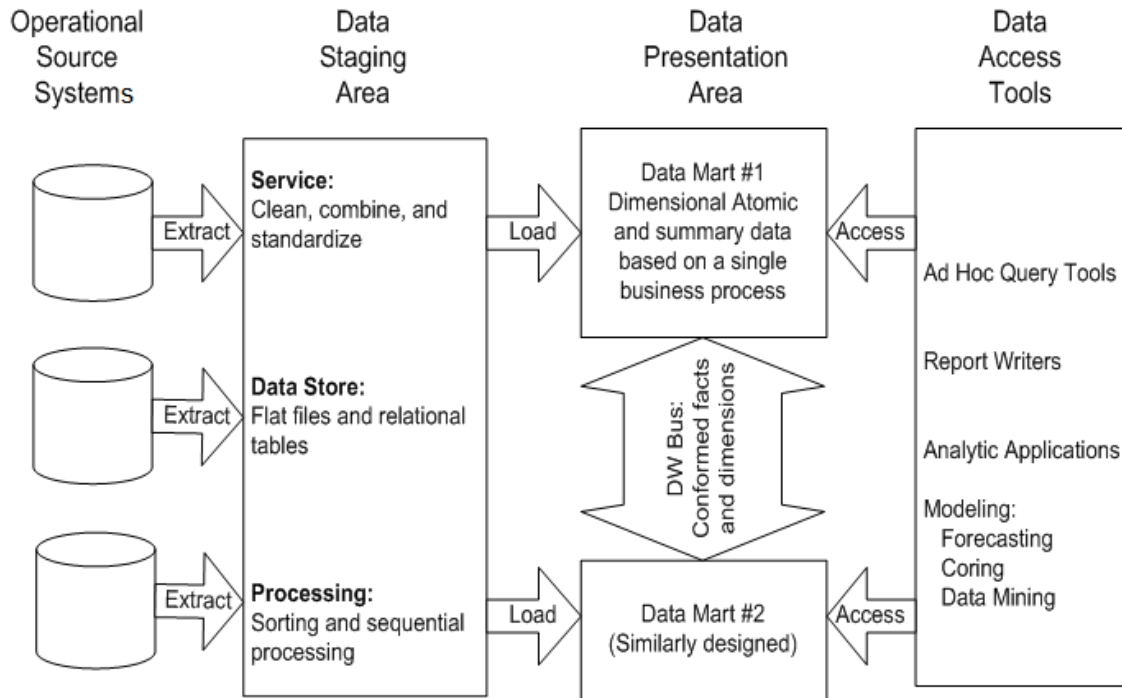 Operational
Source
Systems
Data
Staging
Area
Data
Presentation
Area
Data
Access
Tools
Extract
Service:
Clean, combine, and
standardize
Load
Data Mart #1
Dimensional Atomic
and summary data
based on a single
business process
Access
Ad Hoc Query Tools
Extract
Data Store:
Flat files and relational
tables
DW Bus:
Conformed facts
and dimensions
Report Writers
Analytic Applications
Modeling:
Forecasting
Coring
Data Mining
Extract
Processing:
Sorting and sequential
processing
Load
Data Mart #2
(Similarly designed)
Access